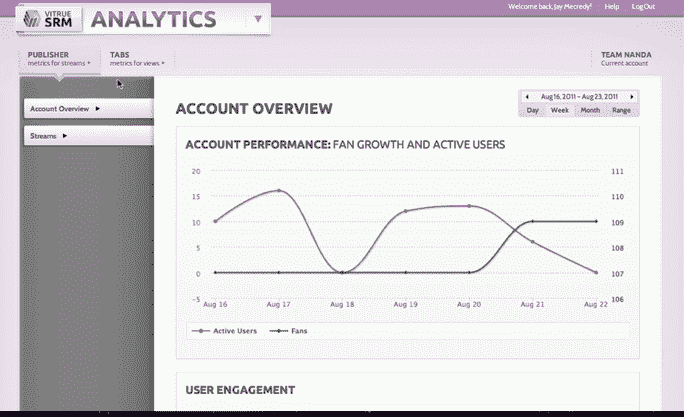 VITRUE
SRM
ANALYTICS
Welcome back, Jay Mecredy!
Help
LogOut
PUBLISHER
metrics for streams
TABS
metrics for views
TEAM NANDA
Current account
Account Overview
Streams
ACCOUNT OVERVIEW
Aug 16, 2011 – Aug 23, 2011
Day Week Month Range
ACCOUNT PERFORMANCE: FAN GROWTH AND ACTIVE USERS
20 111
15 110
10 109
5 108
0 107
-5 106
Aug 16 Aug 17 Aug 18 Aug 19 Aug 20 Aug 21 Aug 22
Active Users Fans
USER ENGAGEMENT